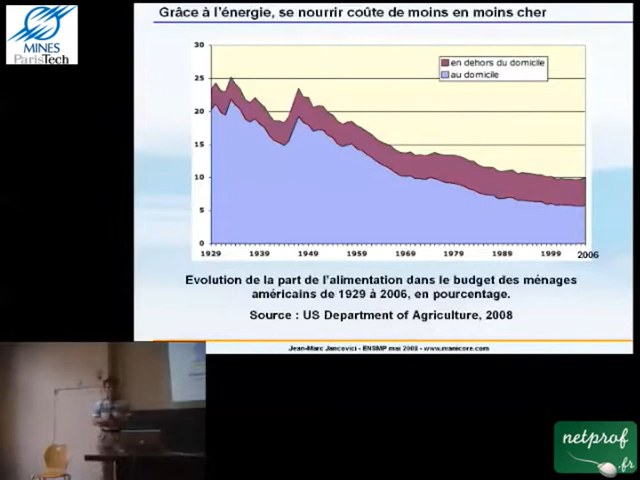 MINES
ParisTech
Grâce à l'énergie, se nourrir coûte de moins en moins cher
30
25
20
15
10
5
0
en dehors du domicile
au domicile
1929 1939 1949 1959 1969 1979 1989 1999 2006
Evolution de la part de l'alimentation dans le budget des ménages
américains de 1929 à 2006, en pourcentage.
Source : US Department of Agriculture, 2008
Jean-Marc Jancovici - ENSMP mai 2008 - www.manicore.com
netprof
.fr